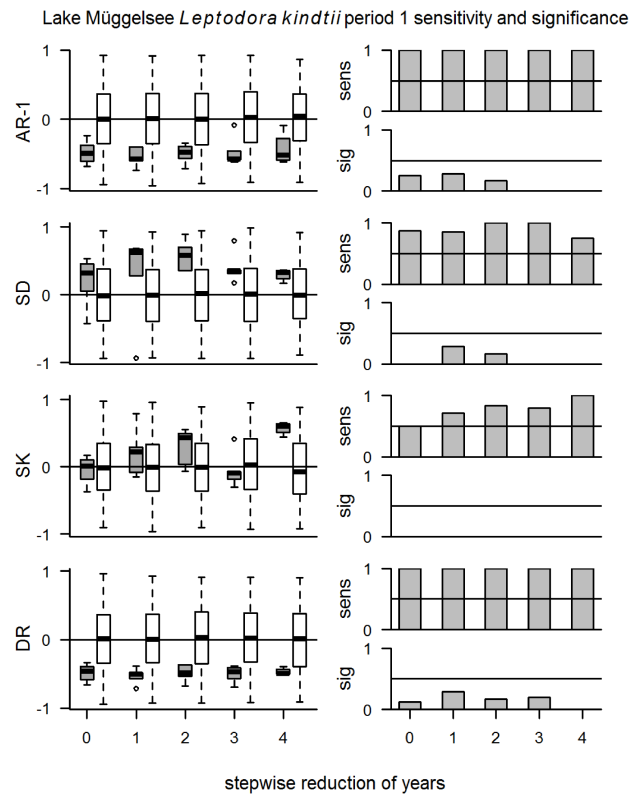 Lake Müggelsee Leptodora kindtii period 1 sensitivity and significance
AR-1
1
0
-1
sens
1
0
sig
1
0
SD
1
0
-1
sens
1
0
sig
1
0
SK
1
0
-1
sens
1
0
sig
1
0
DR
1
0
-1
sens
1
0
sig
1
0
0 1 2 3 4
0 1 2 3 4
stepwise reduction of years